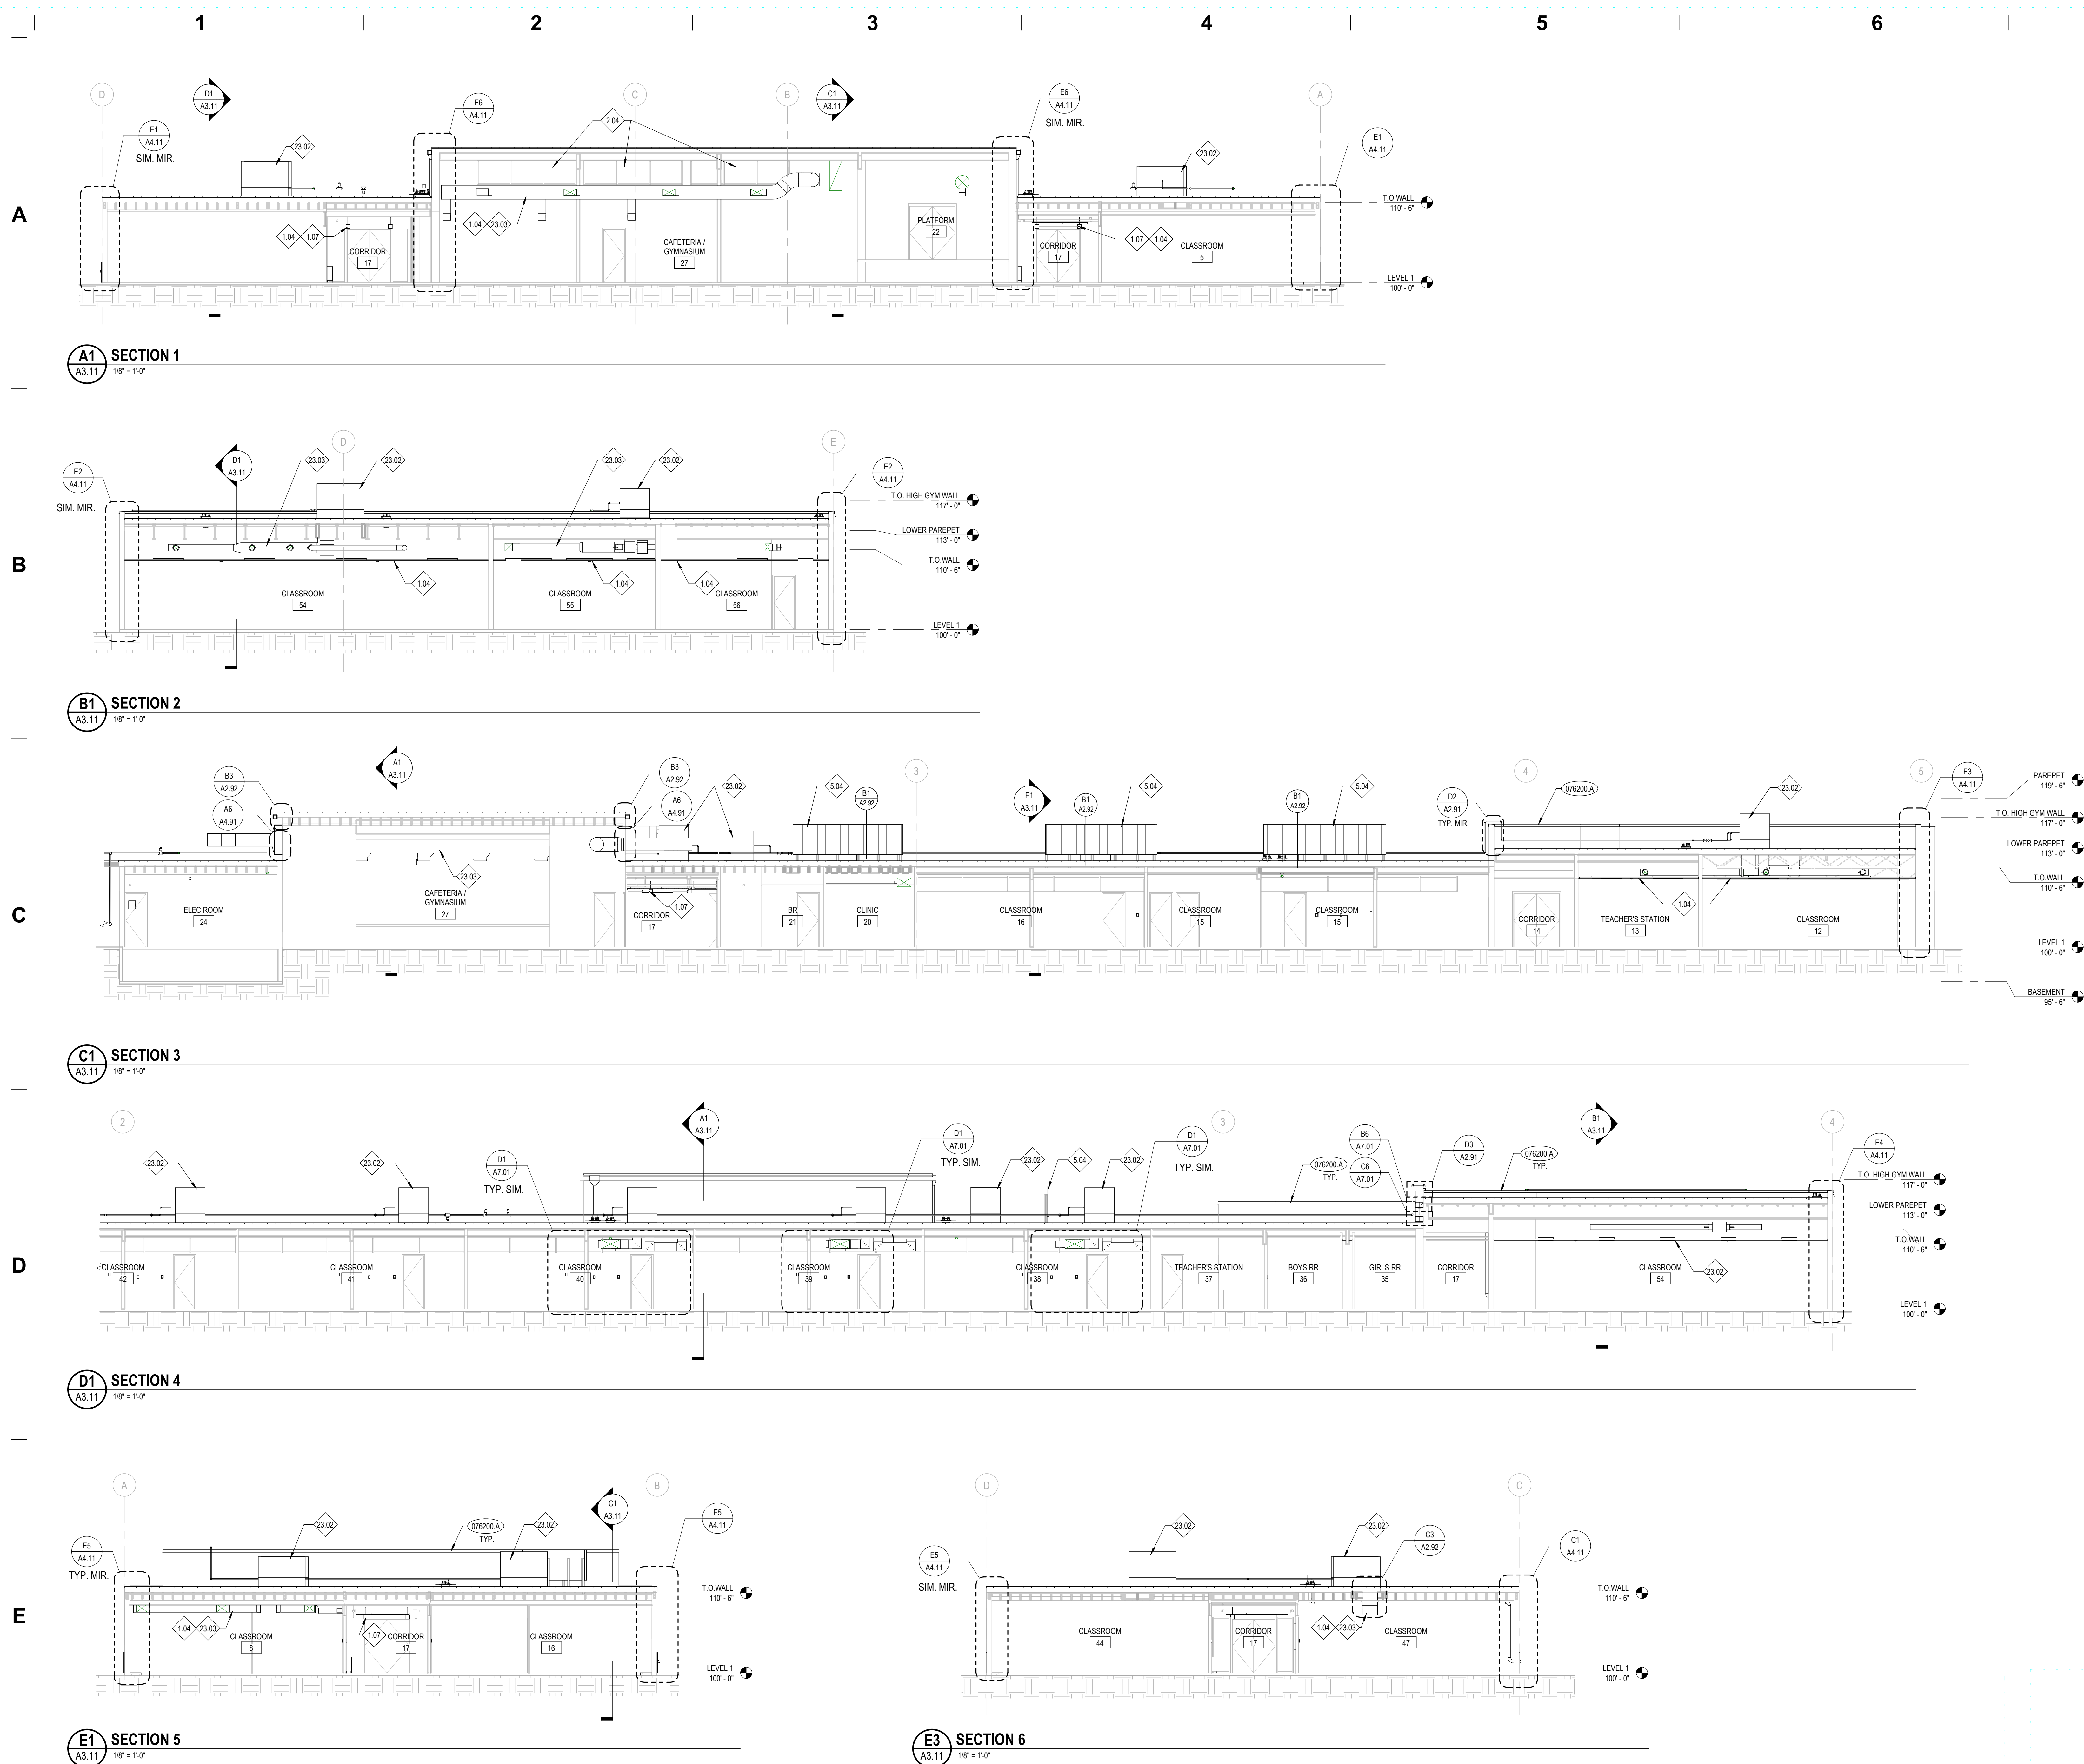 1 2 3 4 5 6
A
D
D1
A3.11
E6
A4.11
C
B
C1
A3.11
E6
A4.11
SIM. MIR.
A
E1
A4.11
SIM. MIR.
E1
A4.11
23.02
2.04
23.02
T.O.WALL
110' - 6"
1.04 1.07
CORRIDOR
17
1.04 23.03
CAFETERIA /
GYMNASIUM
27
PLATFORM
22
CORRIDOR
17
1.07 1.04
CLASSROOM
5
LEVEL 1
100' - 0"
A1
A3.11
SECTION 1
1/8" = 1'-0"
B
E2
A4.11
SIM. MIR.
D1
A3.11
23.03
D
23.02
23.03
23.02
E
E2
A4.11
T.O. HIGH GYM WALL
117' - 0"
LOWER PAREPET
113' - 0"
T.O.WALL
110' - 6"
1.04
1.04
1.04
CLASSROOM
54
CLASSROOM
55
CLASSROOM
56
LEVEL 1
100' - 0"
B1
A3.11
SECTION 2
1/8" = 1'-0"
C
B3
A2.92
A6
A4.91
A1
A3.11
B3
A2.92
A6
A4.91
23.02
5.04
B1
A2.92
3
E1
A3.11
B1
A2.92
5.04
B1
A2.92
5.04
D2
A2.91
TYP. MIR.
4
076200.A
23.02
5
E3
A4.11
PAREPET
119' - 6"
T.O. HIGH GYM WALL
117' - 0"
LOWER PAREPET
113' - 0"
T.O.WALL
110' - 6"
23.03
1.07
1.04
ELEC ROOM
24
CAFETERIA /
GYMNASIUM
27
CORRIDOR
17
BR
21
CLINIC
20
CLASSROOM
16
CLASSROOM
15
CLASSROOM
15
CORRIDOR
14
TEACHER'S STATION
13
CLASSROOM
12
LEVEL 1
100' - 0"
BASEMENT
95' - 6"
C1
A3.11
SECTION 3
1/8" = 1'-0"
D
2
23.02
23.02
D1
A7.01
TYP. SIM.
A1
A3.11
D1
A7.01
TYP. SIM.
23.02
5.04
23.02
D1
A7.01
TYP. SIM.
3
076200.A
TYP.
B6
A7.01
C6
A7.01
D3
A2.91
076200.A
TYP.
B1
A3.11
4
E4
A4.11
T.O. HIGH GYM WALL
117' - 0"
LOWER PAREPET
113' - 0"
T.O.WALL
110' - 6"
CLASSROOM
42
CLASSROOM
41
CLASSROOM
40
CLASSROOM
39
CLASSROOM
38
TEACHER'S STATION
37
BOYS RR
36
GIRLS RR
35
CORRIDOR
17
CLASSROOM
54
23.02
LEVEL 1
100' - 0"
D1
A3.11
SECTION 4
1/8" = 1'-0"
E
A
E5
A4.11
TYP. MIR.
23.02
076200.A
TYP.
23.02
C1
A3.11
B
E5
A4.11
T.O.WALL
110' - 6"
1.04 23.03
CLASSROOM
8
1.07
CORRIDOR
17
CLASSROOM
16
LEVEL 1
100' - 0"
E1
A3.11
SECTION 5
1/8" = 1'-0"
D
E5
A4.11
SIM. MIR.
23.02
23.02
C3
A2.92
C
C1
A4.11
T.O.WALL
110' - 6"
CLASSROOM
44
CORRIDOR
17
1.04 23.03
CLASSROOM
47
LEVEL 1
100' - 0"
E3
A3.11
SECTION 6
1/8" = 1'-0"